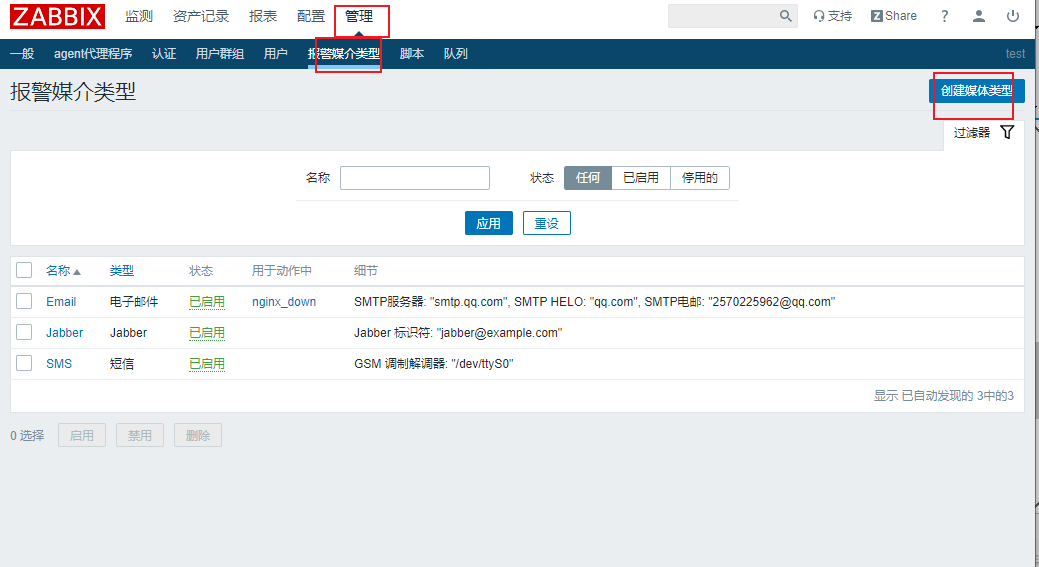 ZABBIX 监测 资产记录 报表 配置 管理 支持 Z Share ?
一般 agent代理程序 认证 用户群组 用户 报警媒介类型 脚本 队列 test
报警媒介类型 创建媒体类型
过滤器
名称 状态 任何 已启用 停用的
应用 重设
名称 类型 状态 用于动作中 细节
Email 电子邮件 已启用 nginx_down SMTP服务器: "smtp.qq.com", SMTP HELO: "qq.com", SMTP电邮: "2570225962@qq.com"
Jabber Jabber 已启用 Jabber 标识符: "jabber@example.com"
SMS 短信 已启用 GSM 调制解调器: "/dev/ttyS0"
显示 已自动发现的 3中的3
0 选择 启用 禁用 删除